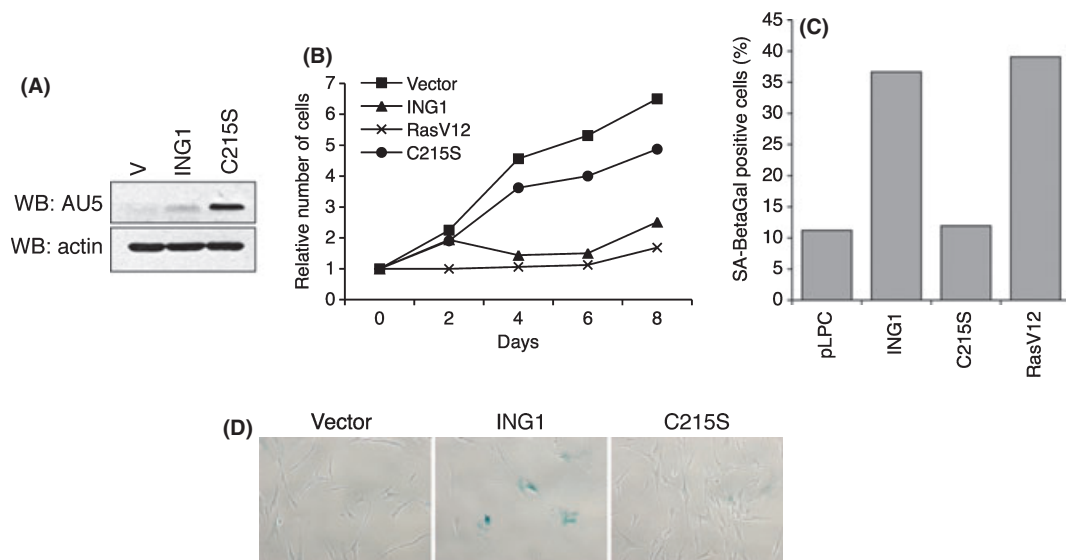 (A)
V
ING1
C215S
WB: AU5
WB: actin
(B)
Relative number of cells
7
6
5
4
3
2
1
0
Vector
ING1
RasV12
C215S
0 2 4 6 8
Days
(C)
SA-BetaGal positive cells (%)
45
40
35
30
25
20
15
10
5
0
pLPC
ING1
C215S
RasV12
(D)
Vector ING1 C215S